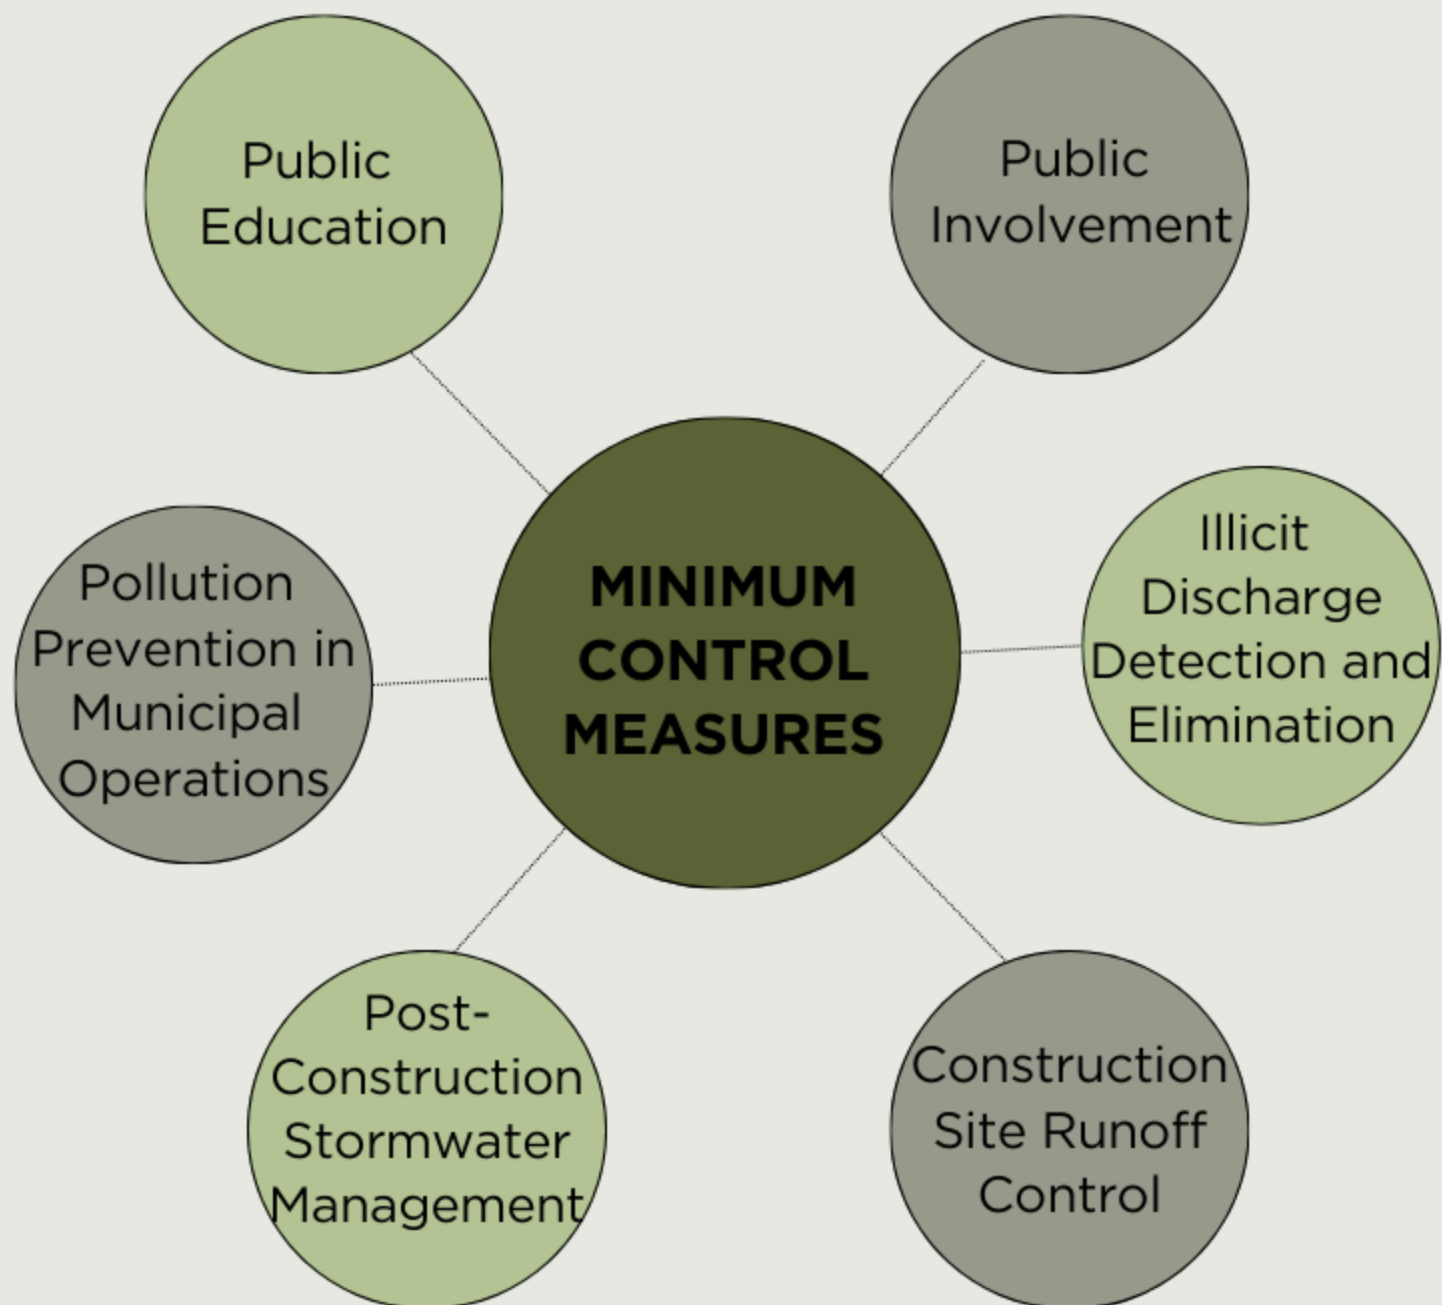 Public
Education
Public
Involvement
MINIMUM
CONTROL
MEASURES
Illicit
Discharge
Detection and
Elimination
Pollution
Prevention in
Municipal
Operations
Post-
Construction
Stormwater
Management
Construction
Site Runoff
Control